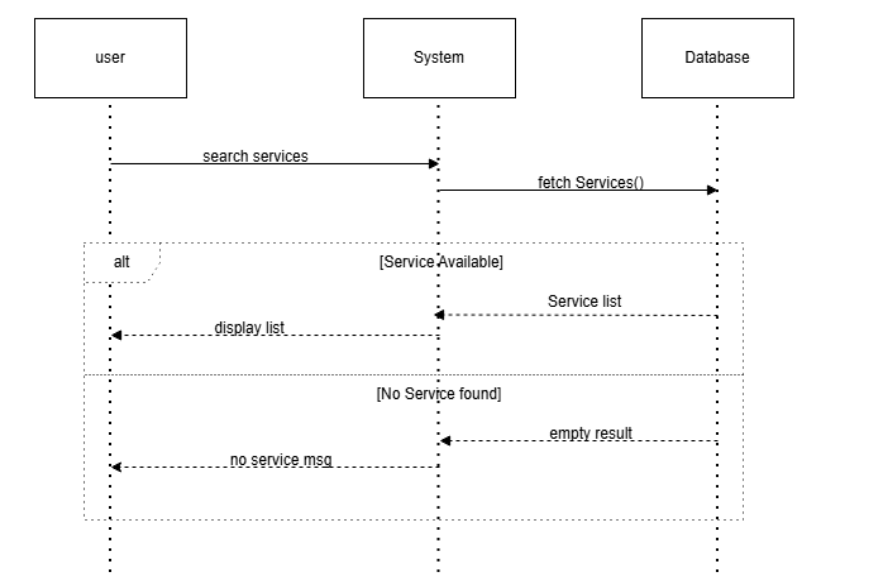 user
System
Database
search services
fetch Services()
alt
[Service Available]
Service list
display list
[No Service found]
empty result
no service msg